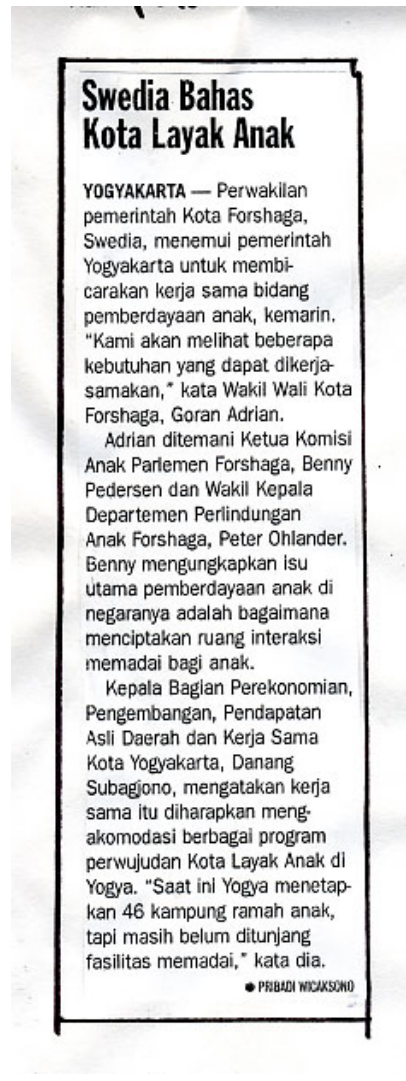 Swedia Bahas
Kota Layak Anak
YOGYAKARTA — Perwakilan
pemerintah Kota Forshaga,
Swedia, menemui pemerintah
Yogyakarta untuk membi-
carakan kerja sama bidang
pemberdayaan anak, kemarin.
"Kami akan melihat beberapa
kebutuhan yang dapat dikerja-
samakan," kata Wakil Wali Kota
Forshaga, Goran Adrian.
Adrian ditemani Ketua Komisi
Anak Parlemen Forshaga, Benny
Pedersen dan Wakil Kepala
Departemen Perlindungan
Anak Forshaga, Peter Ohlander.
Benny mengungkapkan isu
utama pemberdayaan anak di
negaranya adalah bagaimana
menciptakan ruang interaksi
memadai bagi anak.
Kepala Bagian Perekonomian,
Pengembangan, Pendapatan
Asli Daerah dan Kerja Sama
Kota Yogyakarta, Danang
Subagjono, mengatakan kerja
sama itu diharapkan meng-
akomodasi berbagai program
perwujudan Kota Layak Anak di
Yogya. "Saat ini Yogya menetap-
kan 46 kampung ramah anak,
tapi masih belum ditunjang
fasilitas memadai," kata dia.
● PRIBADI WICAKSONO